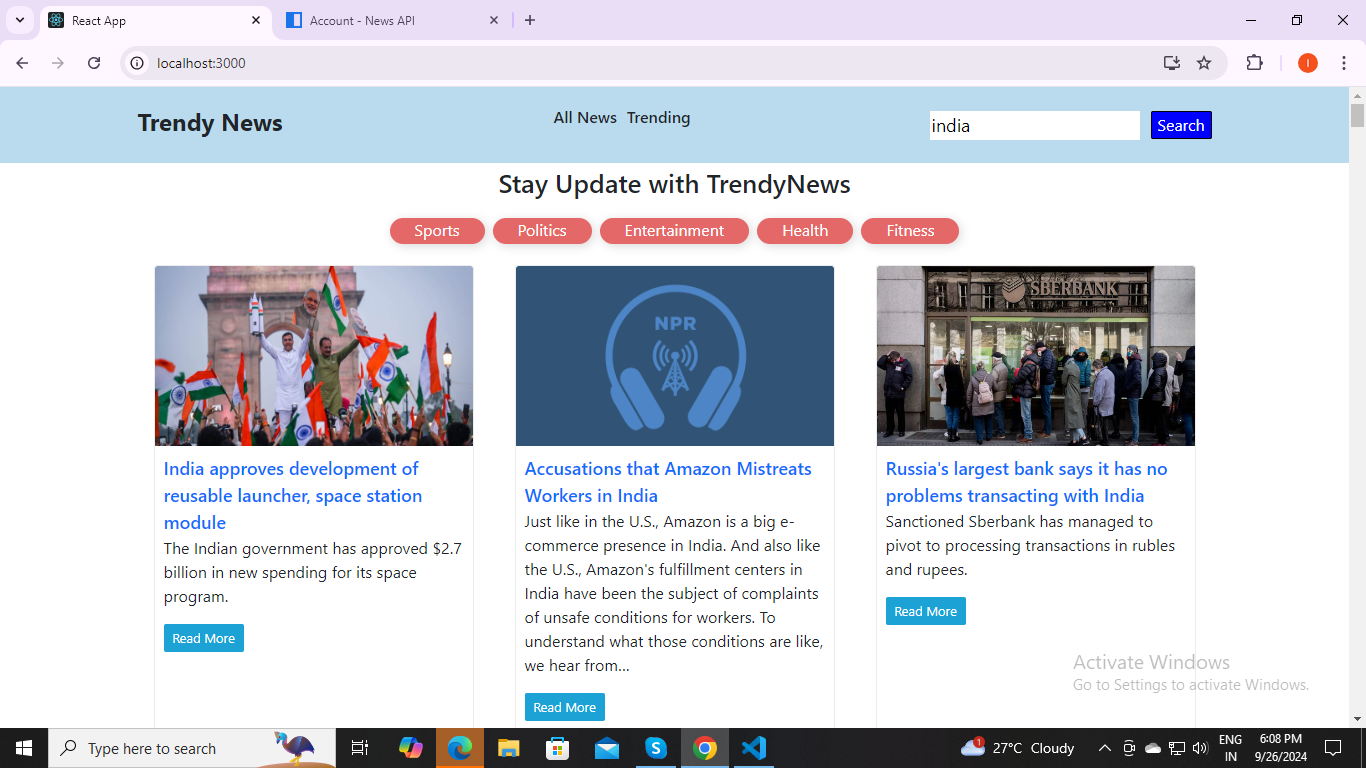 React App
Account - News API
localhost:3000
I
Trendy News
All News Trending
india
Search
Stay Update with TrendyNews
Sports
Politics
Entertainment
Health
Fitness
NPR
SBERBANK
India approves development of
reusable launcher, space station
module
The Indian government has approved $2.7
billion in new spending for its space
program.
Read More
Accusations that Amazon Mistreats
Workers in India
Just like in the U.S., Amazon is a big e-
commerce presence in India. And also like
the U.S., Amazon's fulfillment centers in
India have been the subject of complaints
of unsafe conditions for workers. To
understand what those conditions are like,
we hear from...
Read More
Russia's largest bank says it has no
problems transacting with India
Sanctioned Sberbank has managed to
pivot to processing transactions in rubles
and rupees.
Read More
Activate Windows
Go to Settings to activate Windows.
Type here to search
1
27°C Cloudy
ENG
IN
6:08 PM
9/26/2024